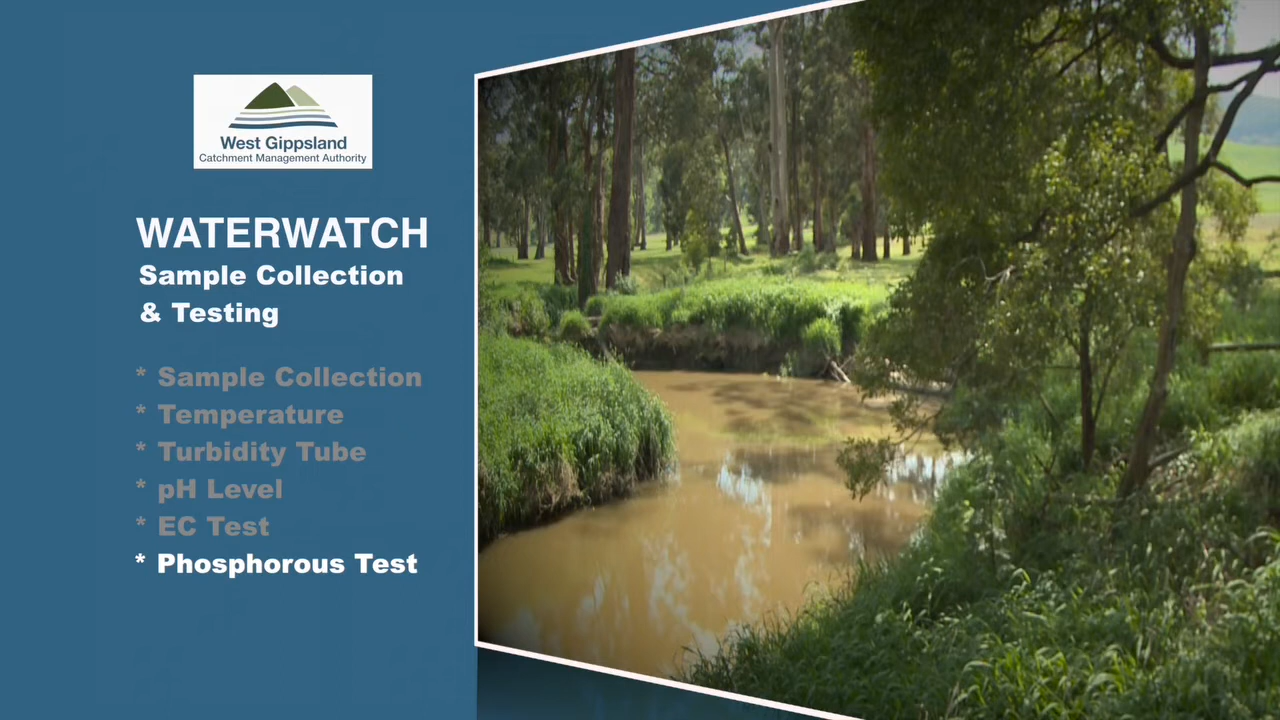 West Gippsland
Catchment Management Authority
WATERWATCH
Sample Collection
& Testing
* Sample Collection
* Temperature
* Turbidity Tube
* pH Level
* EC Test
* Phosphorous Test